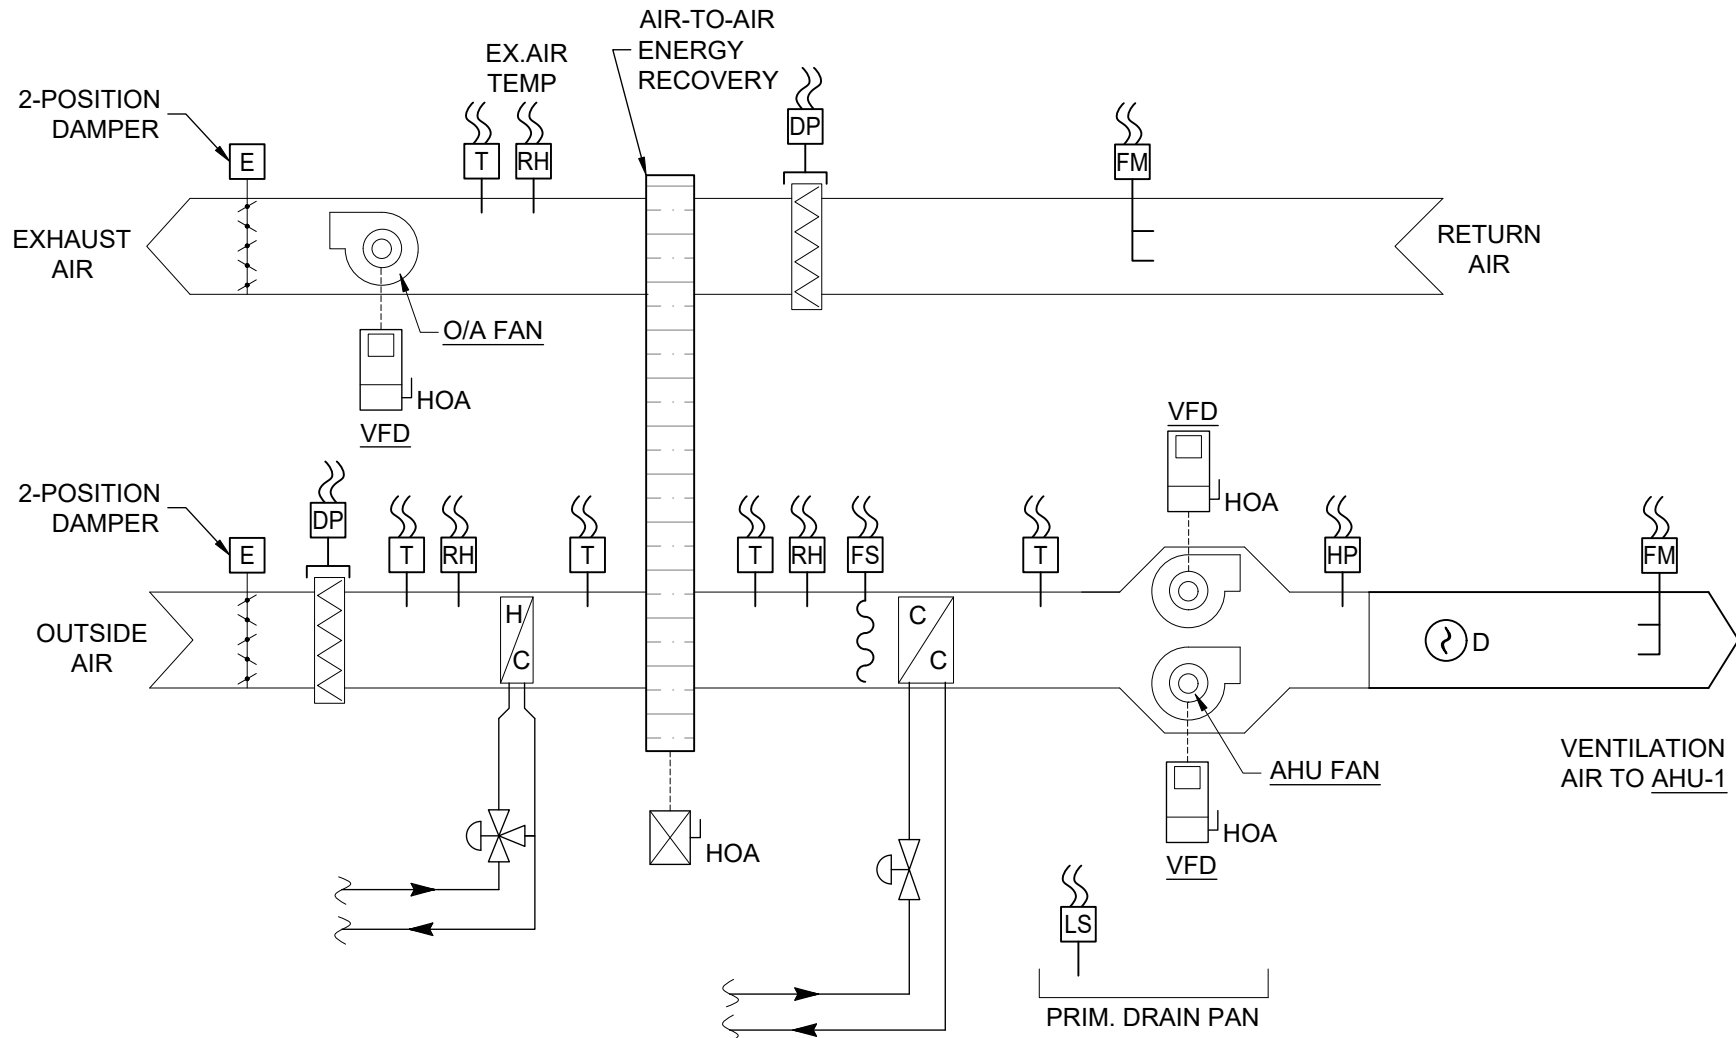 AIR-TO-AIR
ENERGY
RECOVERY
EX.AIR
TEMP
2-POSITION
DAMPER
E
T
RH
DP
FM
EXHAUST
AIR
RETURN
AIR
O/A FAN
HOA
VFD
VFD
HOA
2-POSITION
DAMPER
E
DP
T
RH
T
T
RH
FS
T
HP
FM
OUTSIDE
AIR
H
C
C
C
D
AHU FAN
VENTILATION
AIR TO AHU-1
HOA
VFD
HOA
LS
PRIM. DRAIN PAN